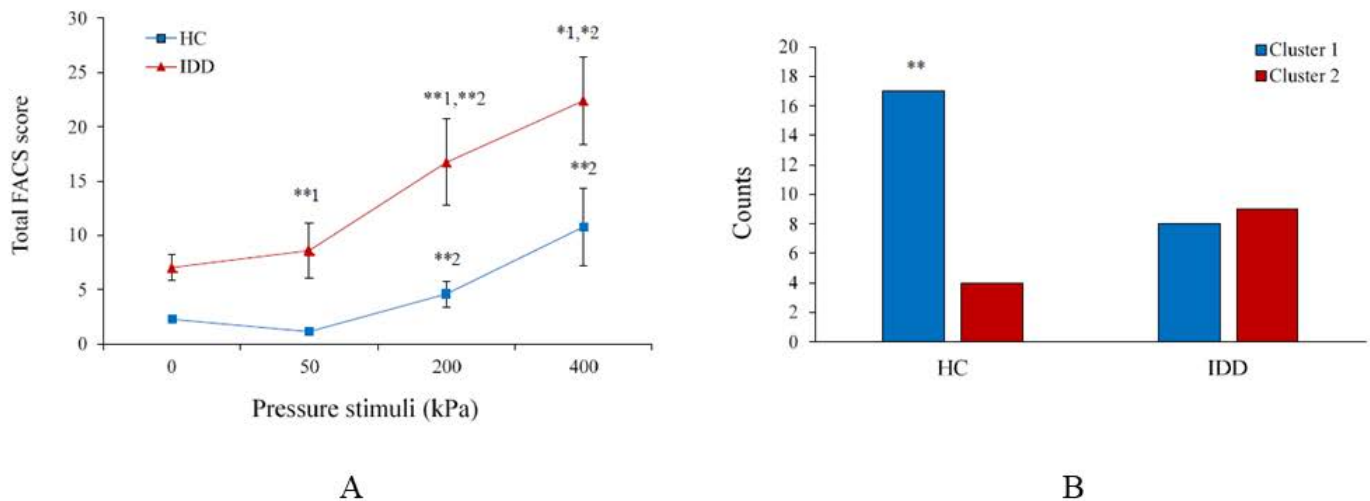 30
25
20
15
10
5
0
Total FACS score
HC
IDD
**1
**1,**2
*1,*2
**2
**2
0 50 200 400
Pressure stimuli (kPa)
A
20
18
16
14
12
10
8
6
4
2
0
Counts
**
Cluster 1
Cluster 2
HC IDD
B